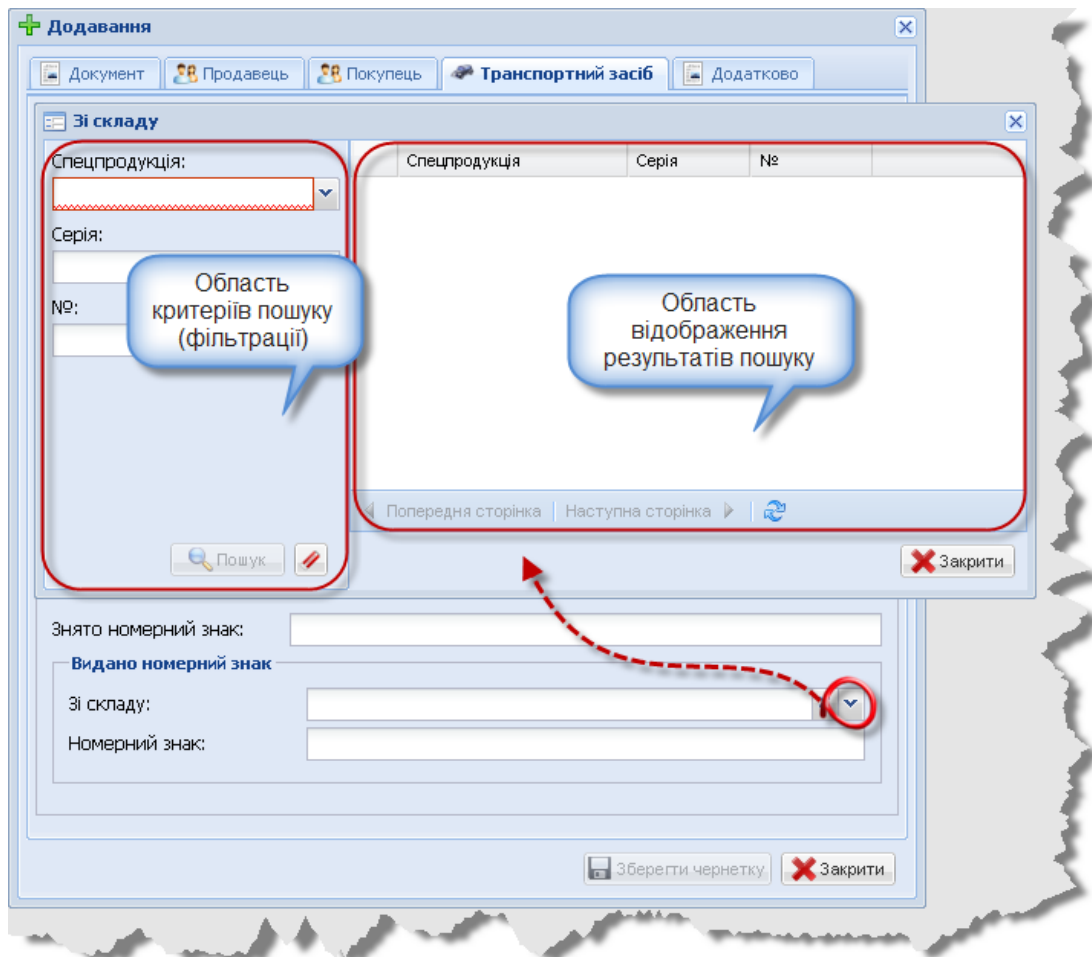 Додавання
Документ Продавець Покупець Транспортний засіб Додатково
Зі складу
Спецпродукція:
Серія:
№:
Область
критеріїв пошуку
(фільтрації)
Пошук
Спецпродукція Серія №
Область
відображення
результатів пошуку
Попередня сторінка Наступна сторінка
Закрити
Знято номерний знак:
Видано номерний знак
Зі складу:
Номерний знак:
Зберегти чернетку Закрити